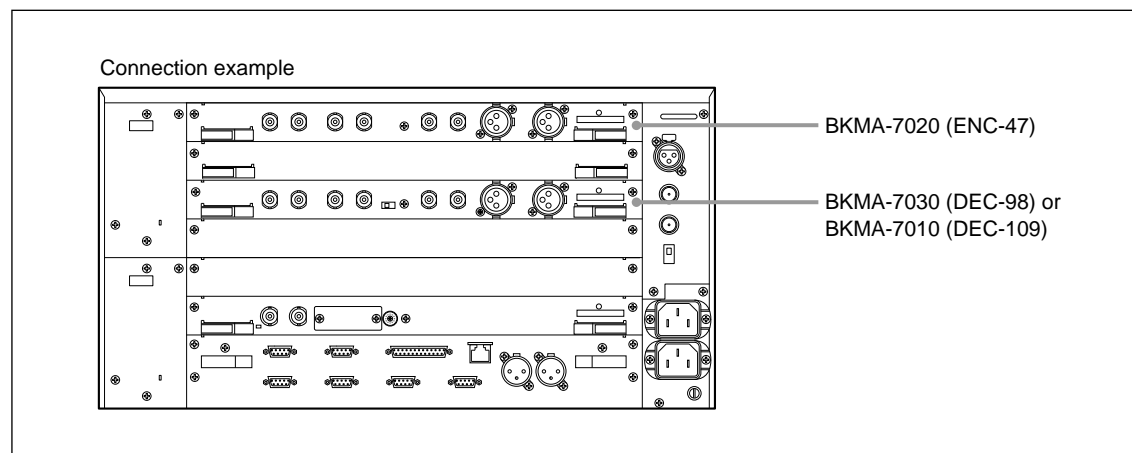 Connection example
BKMA-7020 (ENC-47)
BKMA-7030 (DEC-98) or
BKMA-7010 (DEC-109)